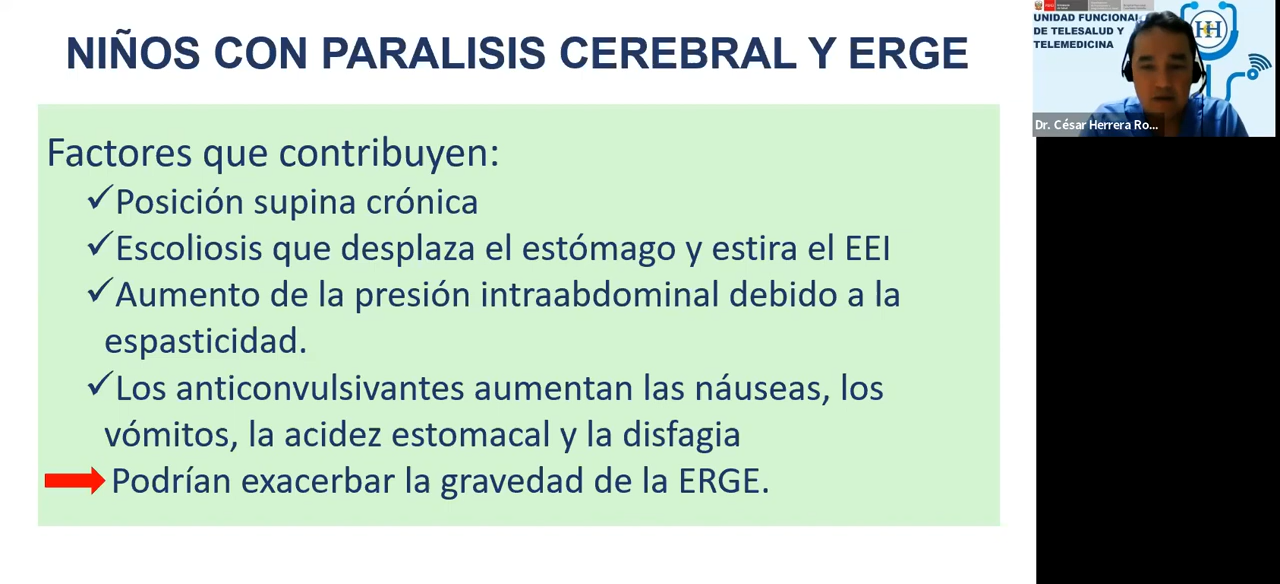 NIÑOS CON PARALISIS CEREBRAL Y ERGE
Factores que contribuyen:
✓Posición supina crónica
✓Escoliosis que desplaza el estómago y estira el EEI
✓Aumento de la presión intraabdominal debido a la
espasticidad.
✓Los anticonvulsivantes aumentan las náuseas, los
vómitos, la acidez estomacal y la disfagia
Podrían exacerbar la gravedad de la ERGE.
UNIDAD FUNCIONAL
DE TELESALUD Y
TELEMEDICINA
HH
Dr. César Herrera Ro...